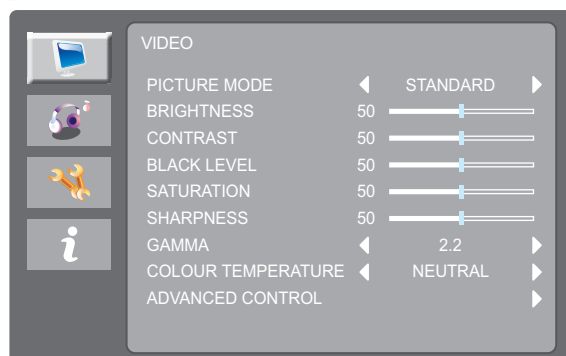 VIDEO
PICTURE MODE STANDARD
BRIGHTNESS 50
CONTRAST 50
BLACK LEVEL 50
SATURATION 50
SHARPNESS 50
GAMMA 2.2
COLOUR TEMPERATURE NEUTRAL
ADVANCED CONTROL
i